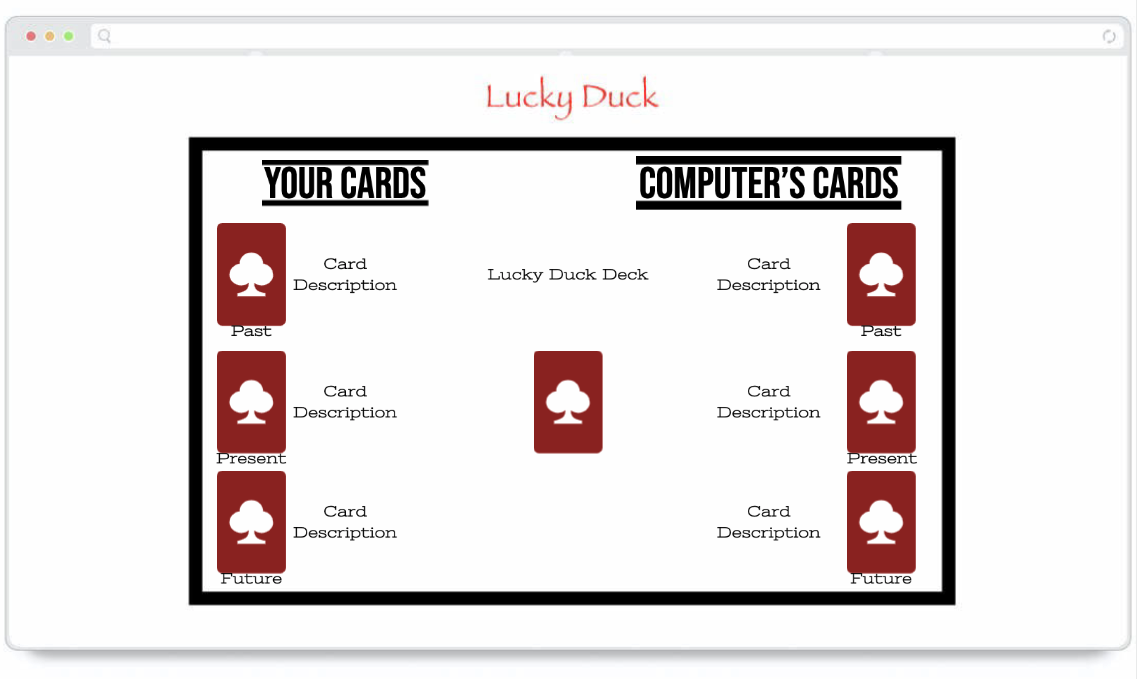 Lucky Duck
YOUR CARDS
COMPUTER'S CARDS
Card
Description
Past
Card
Description
Present
Card
Description
Future
Lucky Duck Deck
Card
Description
Past
Card
Description
Present
Card
Description
Future